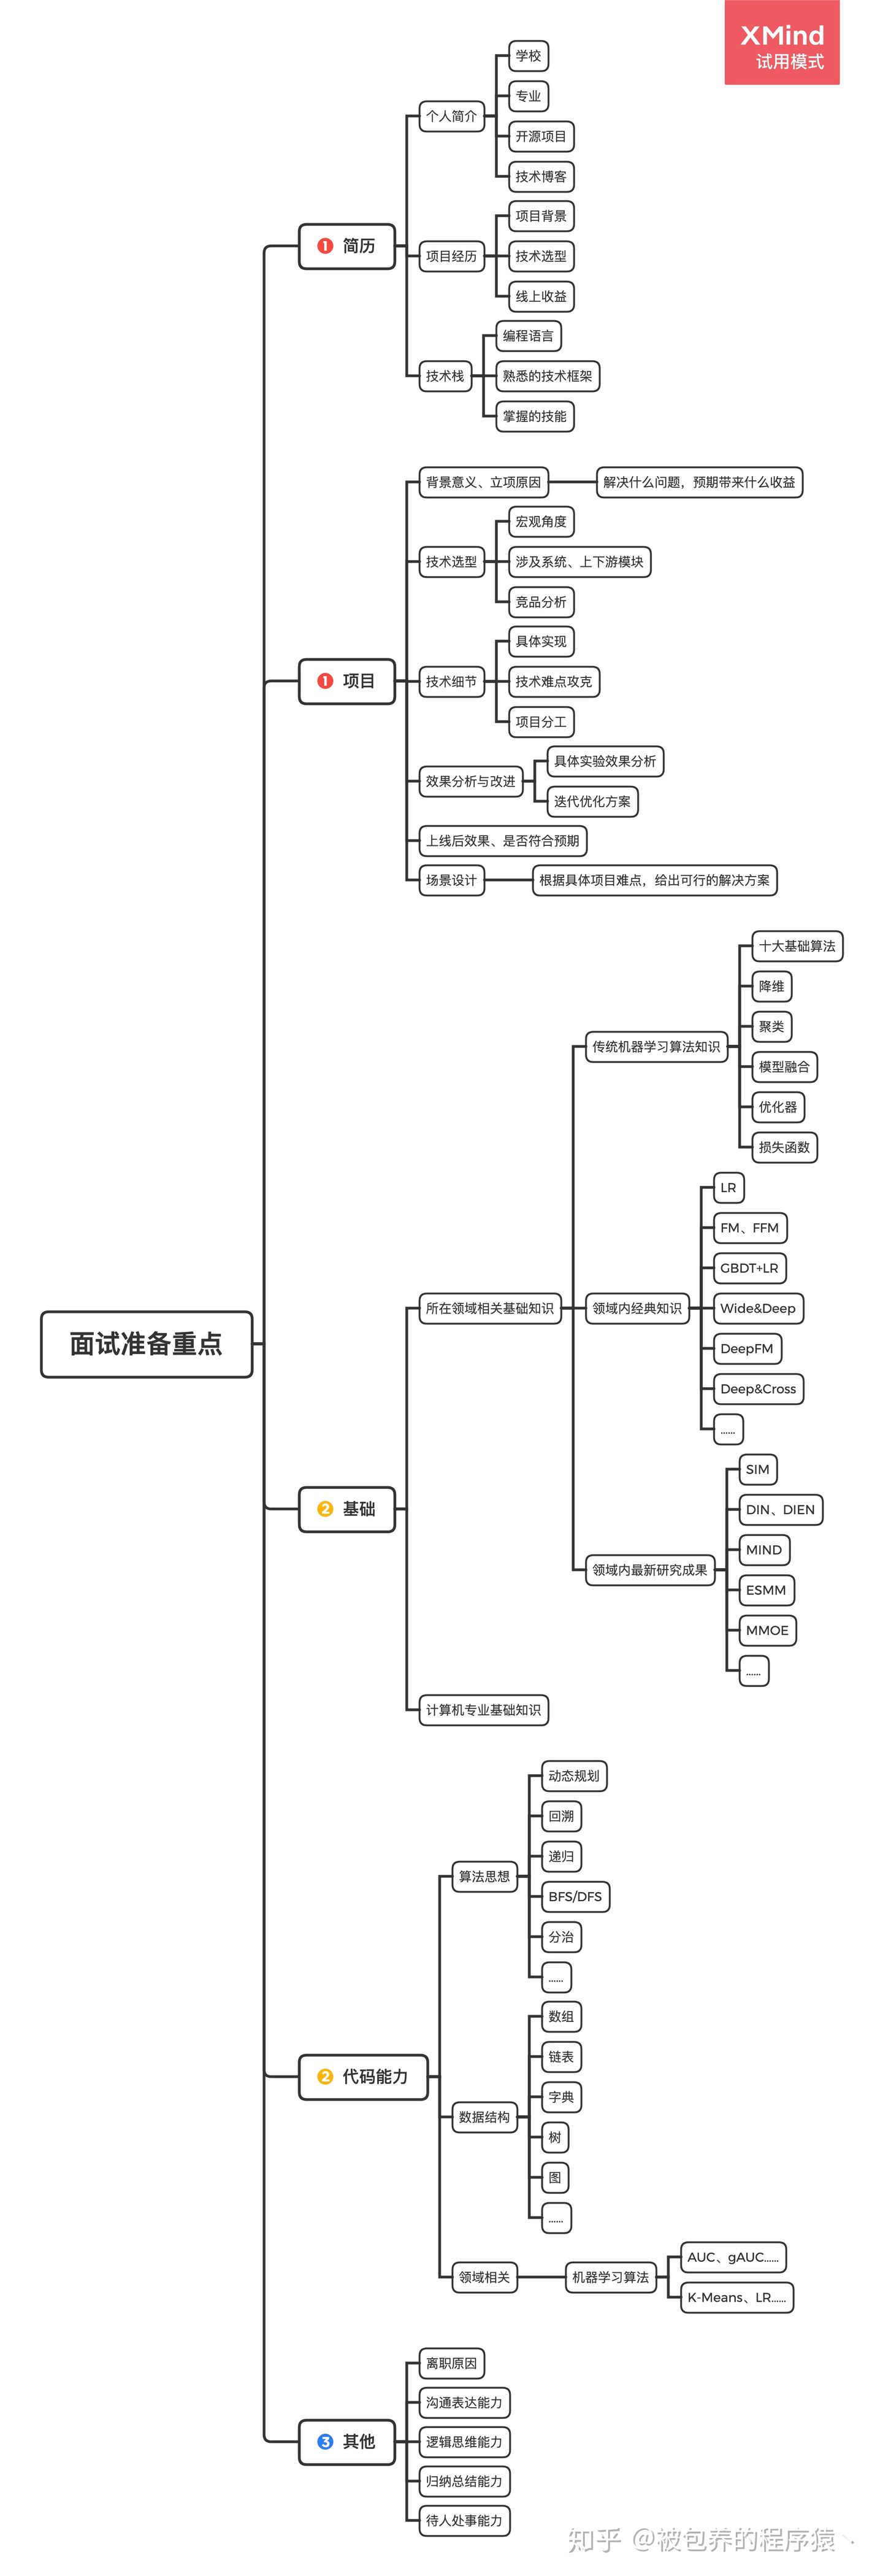 XMind
试用模式
面试准备重点
1 简历
个人简介
学校
专业
开源项目
技术博客
项目经历
项目背景
技术选型
线上收益
技术栈
编程语言
熟悉的技术框架
掌握的技能
1 项目
背景意义、立项原因
解决什么问题，预期带来什么收益
技术选型
宏观角度
涉及系统、上下游模块
竞品分析
技术细节
具体实现
技术难点攻克
项目分工
效果分析与改进
具体实验效果分析
迭代优化方案
上线后效果、是否符合预期
场景设计
根据具体项目难点，给出可行的解决方案
2 基础
所在领域相关基础知识
传统机器学习算法知识
十大基础算法
降维
聚类
模型融合
优化器
损失函数
领域内经典知识
LR
FM、FFM
GBDT+LR
Wide&Deep
DeepFM
Deep&Cross
……
领域内最新研究成果
SIM
DIN、DIEN
MIND
ESMM
MMOE
……
计算机专业基础知识
2 代码能力
算法思想
动态规划
回溯
递归
BFS/DFS
分治
……
数据结构
数组
链表
字典
树
图
……
领域相关
机器学习算法
AUC、gAUC……
K-Means、LR……
3 其他
离职原因
沟通表达能力
逻辑思维能力
归纳总结能力
待人处事能力
知乎 @被包养的程序猿丶